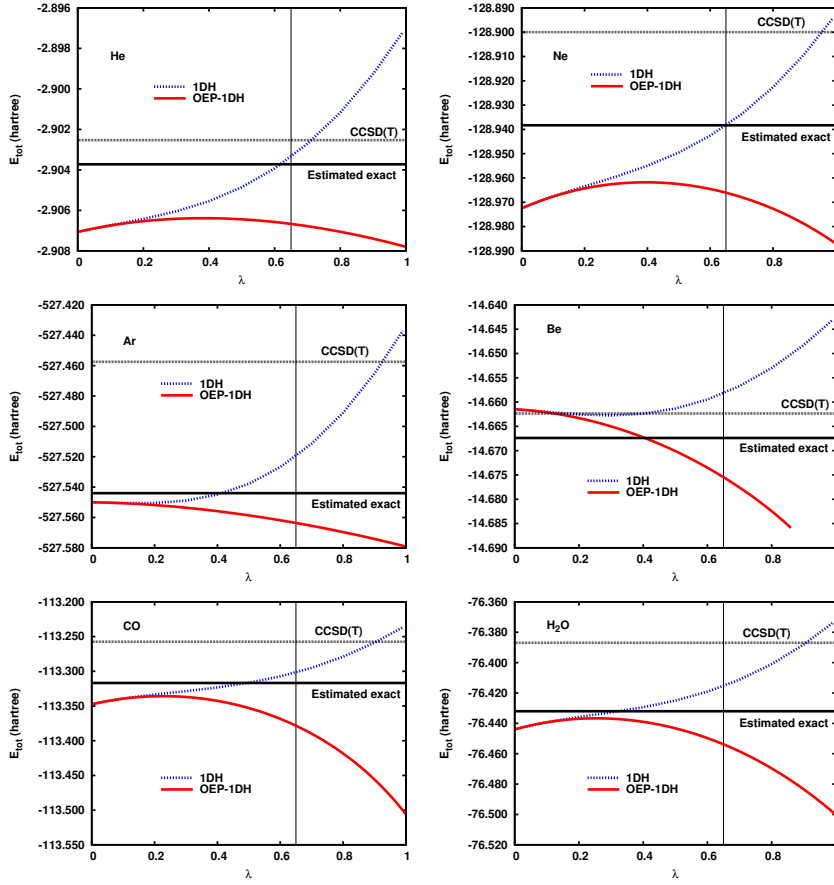 -2.896
-2.898
-2.900
-2.902
-2.904
-2.906
-2.908
E_tot (hartree)
He
1DH
OEP-1DH
CCSD(T)
Estimated exact
0 0.2 0.4 0.6 0.8 1
λ
-128.890
-128.900
-128.910
-128.920
-128.930
-128.940
-128.950
-128.960
-128.970
-128.980
-128.990
E_tot (hartree)
Ne
CCSD(T)
1DH
OEP-1DH
Estimated exact
0 0.2 0.4 0.6 0.8
λ
-527.420
-527.440
-527.460
-527.480
-527.500
-527.520
-527.540
-527.560
-527.580
E_tot (hartree)
Ar
CCSD(T)
1DH
OEP-1DH
Estimated exact
0 0.2 0.4 0.6 0.8 1
λ
-14.640
-14.645
-14.650
-14.655
-14.660
-14.665
-14.670
-14.675
-14.680
-14.685
-14.690
E_tot (hartree)
Be
CCSD(T)
Estimated exact
1DH
OEP-1DH
0 0.2 0.4 0.6 0.8
λ
-113.200
-113.250
-113.300
-113.350
-113.400
-113.450
-113.500
-113.550
E_tot (hartree)
CO
CCSD(T)
Estimated exact
1DH
OEP-1DH
0 0.2 0.4 0.6 0.8 1
λ
-76.360
-76.380
-76.400
-76.420
-76.440
-76.460
-76.480
-76.500
-76.520
E_tot (hartree)
H₂O
CCSD(T)
Estimated exact
1DH
OEP-1DH
0 0.2 0.4 0.6 0.8
λ